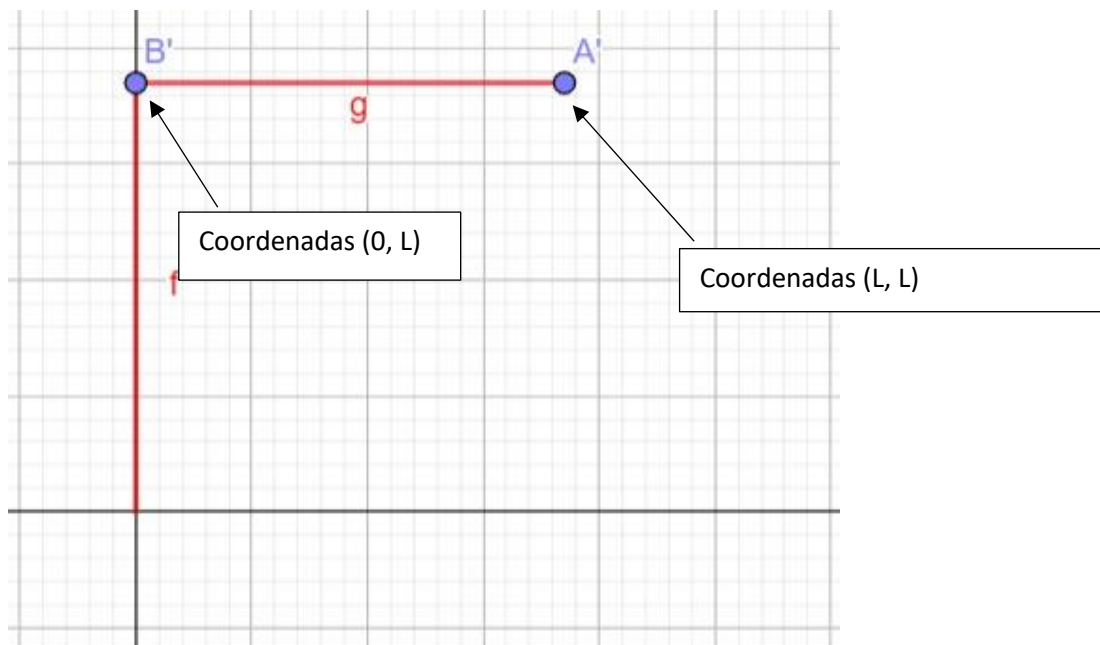 B'
A'
g
Coordenadas (0, L)
f
Coordenadas (L, L)